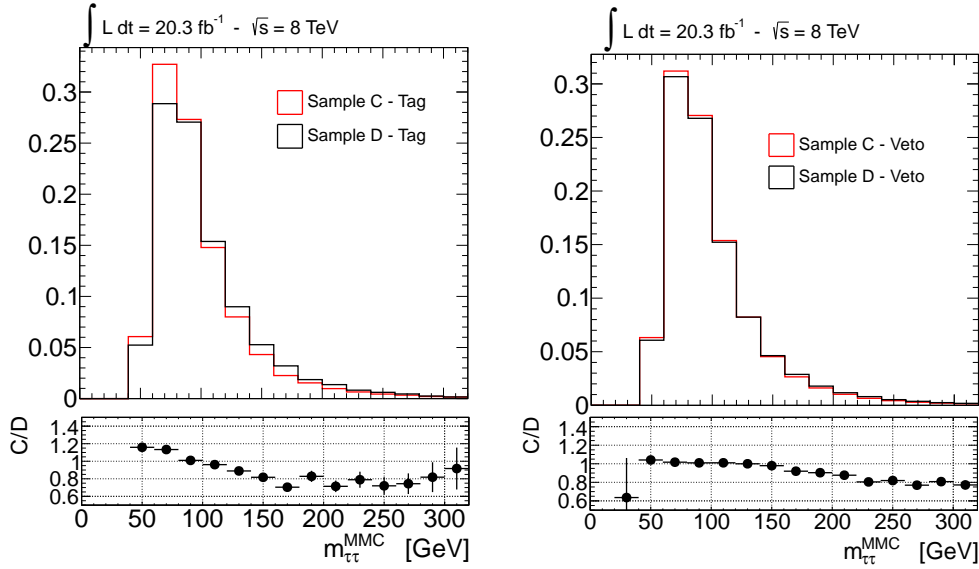 ∫ L dt = 20.3 fb⁻¹ - √s = 8 TeV
0.3
0.25
0.2
0.15
0.1
0.05
0
Sample C - Tag
Sample D - Tag
C/D
1.4
1.2
1
0.8
0.6
0 50 100 150 200 250 300
m_ττ^MMC [GeV]
∫ L dt = 20.3 fb⁻¹ - √s = 8 TeV
0.3
0.25
0.2
0.15
0.1
0.05
0
Sample C - Veto
Sample D - Veto
C/D
1.4
1.2
1
0.8
0.6
0 50 100 150 200 250 300
m_ττ^MMC [GeV]